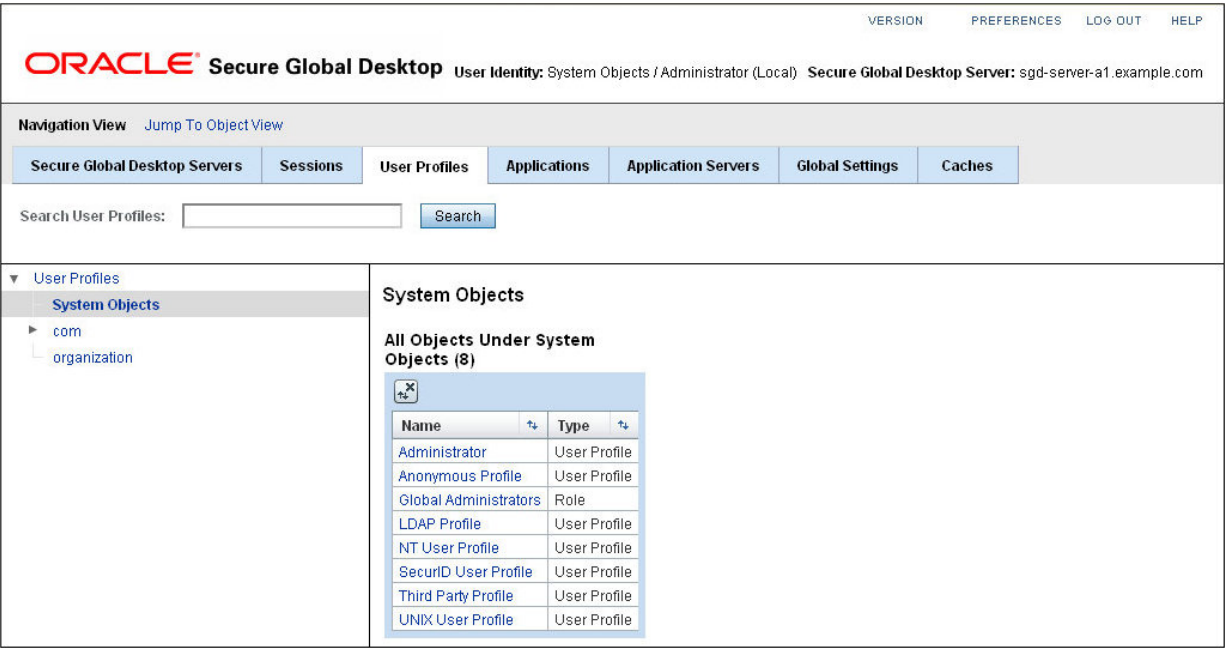 VERSION PREFERENCES LOG OUT HELP
ORACLE Secure Global Desktop User Identity: System Objects / Administrator (Local) Secure Global Desktop Server: sgd-server-a1.example.com
Navigation View Jump To Object View
Secure Global Desktop Servers Sessions User Profiles Applications Application Servers Global Settings Caches
Search User Profiles: Search
User Profiles
System Objects
com
organization
System Objects
All Objects Under System
Objects (8)
Name Type
Administrator User Profile
Anonymous Profile User Profile
Global Administrators Role
LDAP Profile User Profile
NT User Profile User Profile
SecurID User Profile User Profile
Third Party Profile User Profile
UNIX User Profile User Profile